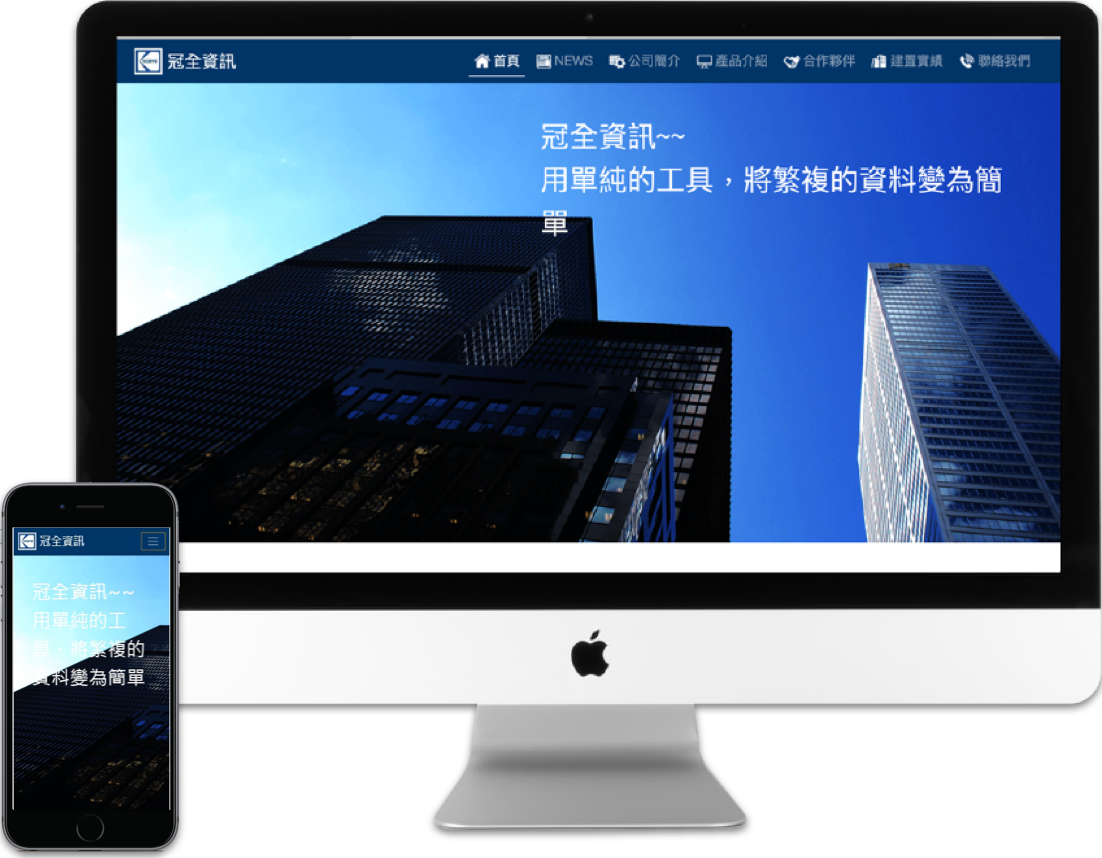 冠全資訊
首頁 NEWS 公司簡介 產品介紹 合作夥伴 建置實績 聯絡我們
冠全資訊~~
用單純的工具，將繁複的資料變為簡
單
冠全資訊
冠全資訊~~
用單純的工
具，將繁複的
資料變為簡單